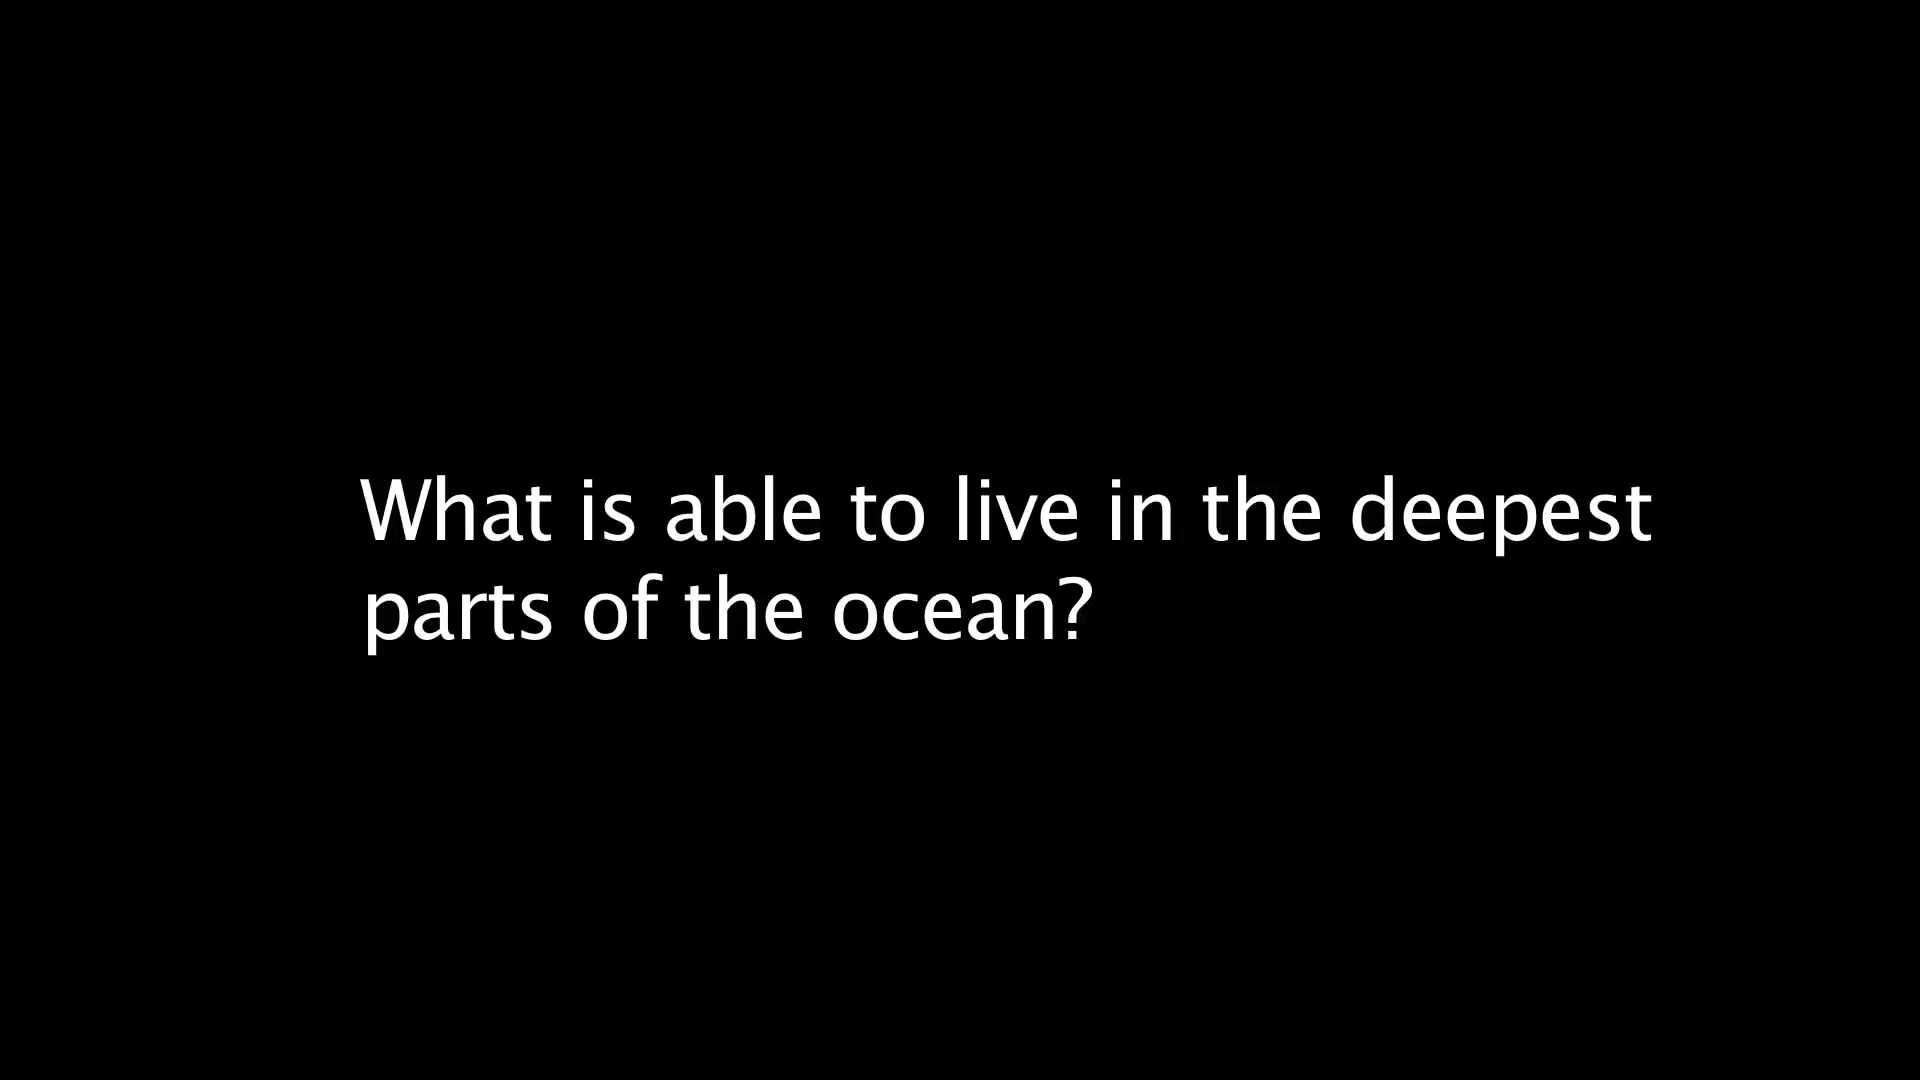 What is able to live in the deepest
parts of the ocean?